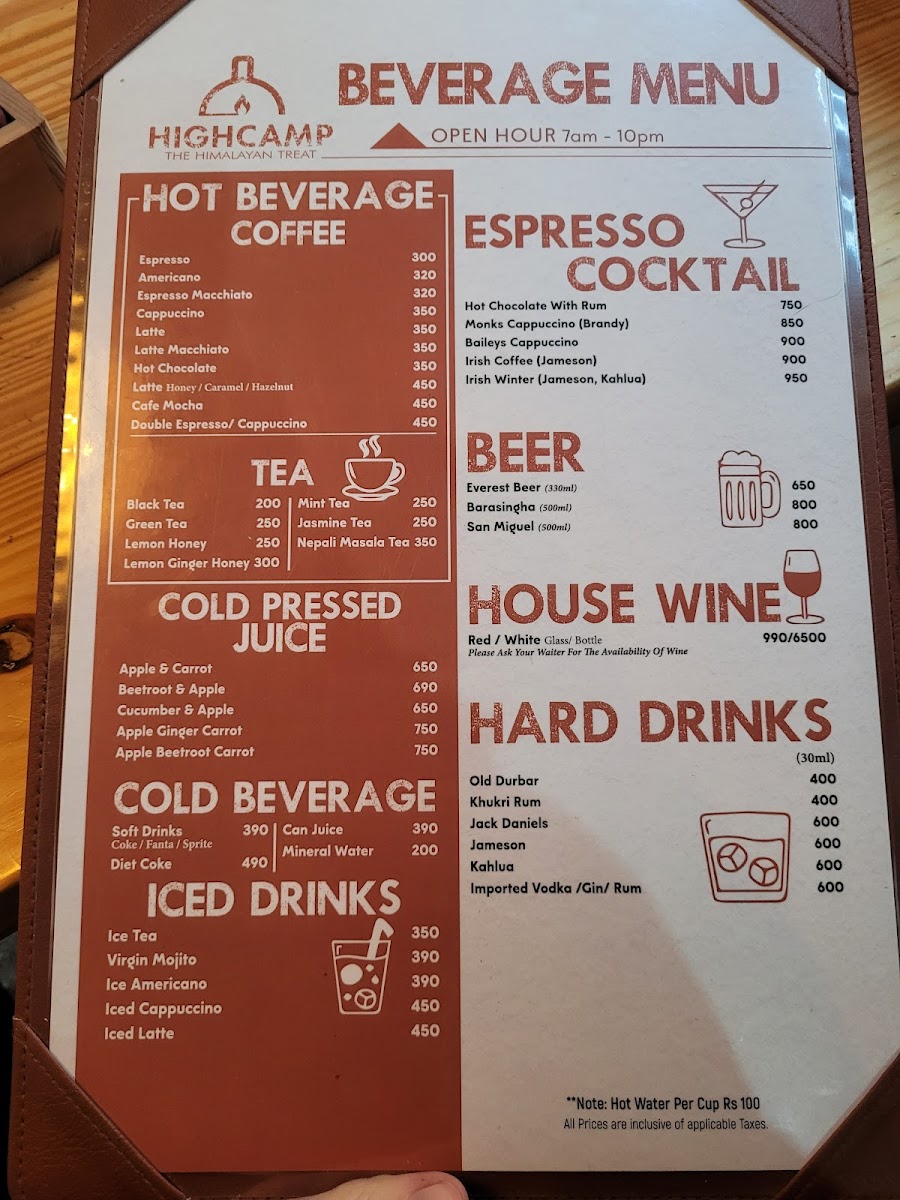 HIGHCAMP
THE HIMALAYAN TREAT
BEVERAGE MENU
OPEN HOUR 7am - 10pm
HOT BEVERAGE
COFFEE
Espresso 300
Americano 320
Espresso Macchiato 320
Cappuccino 350
Latte 350
Latte Macchiato 350
Hot Chocolate 350
Latte Honey / Caramel / Hazelnut 450
Cafe Mocha 450
Double Espresso/ Cappuccino 450
TEA
Black Tea 200
Green Tea 250
Lemon Honey 250
Lemon Ginger Honey 300
Mint Tea 250
Jasmine Tea 250
Nepali Masala Tea 350
COLD PRESSED
JUICE
Apple & Carrot 650
Beetroot & Apple 690
Cucumber & Apple 650
Apple Ginger Carrot 750
Apple Beetroot Carrot 750
COLD BEVERAGE
Soft Drinks 390
Coke / Fanta / Sprite
Diet Coke 490
Can Juice 390
Mineral Water 200
ICED DRINKS
Ice Tea 350
Virgin Mojito 390
Ice Americano 390
Iced Cappuccino 450
Iced Latte 450
ESPRESSO
COCKTAIL
Hot Chocolate With Rum 750
Monks Cappuccino (Brandy) 850
Baileys Cappuccino 900
Irish Coffee (Jameson) 900
Irish Winter (Jameson, Kahlua) 950
BEER
Everest Beer (330ml) 650
Barasingha (500ml) 800
San Miguel (500ml) 800
HOUSE WINE
Red / White Glass/ Bottle 990/6500
Please Ask Your Waiter For The Availability Of Wine
HARD DRINKS
(30ml)
Old Durbar 400
Khukri Rum 400
Jack Daniels 600
Jameson 600
Kahlua 600
Imported Vodka /Gin/ Rum 600
**Note: Hot Water Per Cup Rs 100
All Prices are inclusive of applicable Taxes.